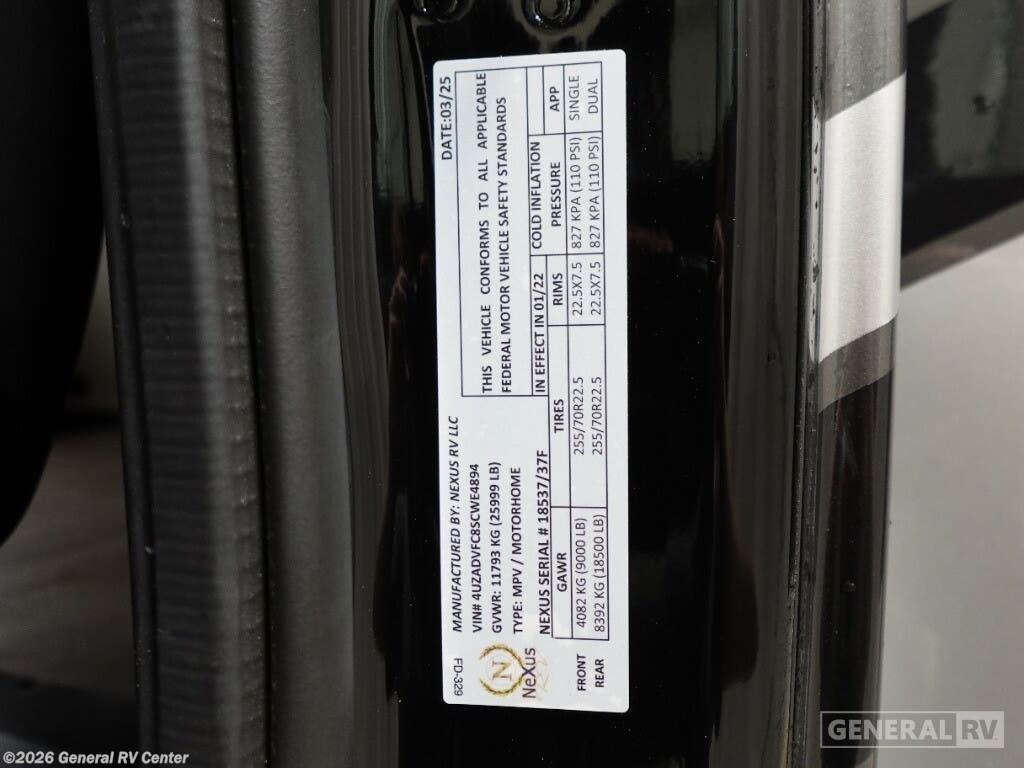 FD-329
MANUFACTURED BY: NEXUS RV LLC
DATE:03/25
VIN# 4UZADVFC8SCWE4894
GVWR: 11793 KG (25999 LB)
TYPE: MPV / MOTORHOME
THIS VEHICLE CONFORMS TO ALL APPLICABLE
FEDERAL MOTOR VEHICLE SAFETY STANDARDS
N
NeXus
RV
NEXUS SERIAL # 18537/37F
IN EFFECT IN 01/22
COLD INFLATION
GAWR TIRES RIMS PRESSURE APP
FRONT 4082 KG (9000 LB) 255/70R22.5 22.5X7.5 827 KPA (110 PSI) SINGLE
REAR 8392 KG (18500 LB) 255/70R22.5 22.5X7.5 827 KPA (110 PSI) DUAL
GENERAL RV
©2026 General RV Center